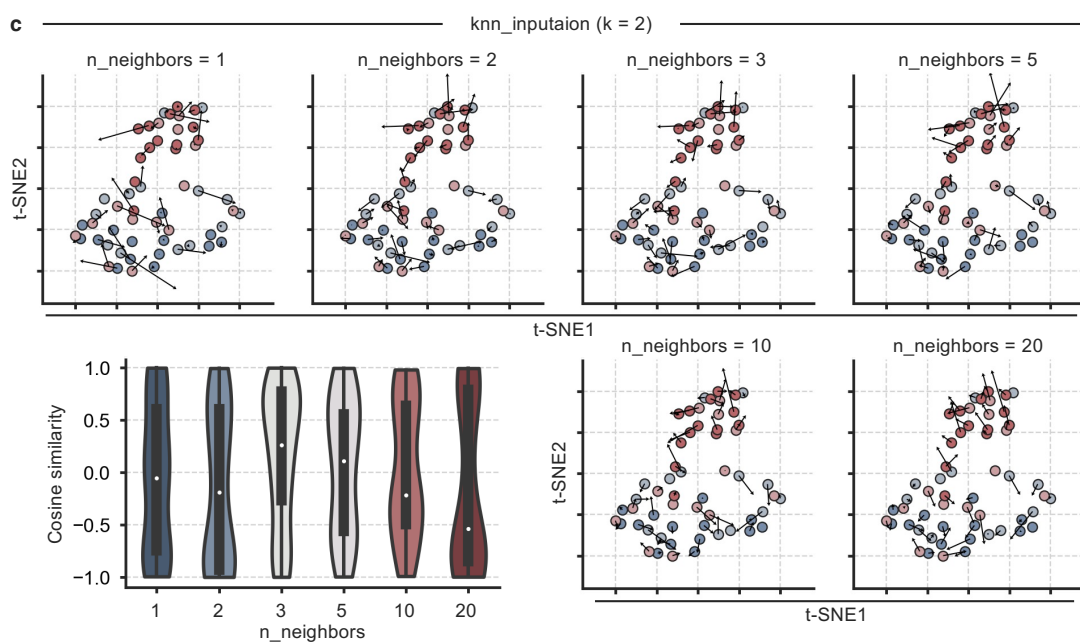 c
knn_inputaion (k = 2)
n_neighbors = 1
n_neighbors = 2
n_neighbors = 3
n_neighbors = 5
t-SNE2
t-SNE1
n_neighbors = 10
n_neighbors = 20
t-SNE2
t-SNE1
Cosine similarity
1.0
0.5
0.0
−0.5
−1.0
1 2 3 5 10 20
n_neighbors